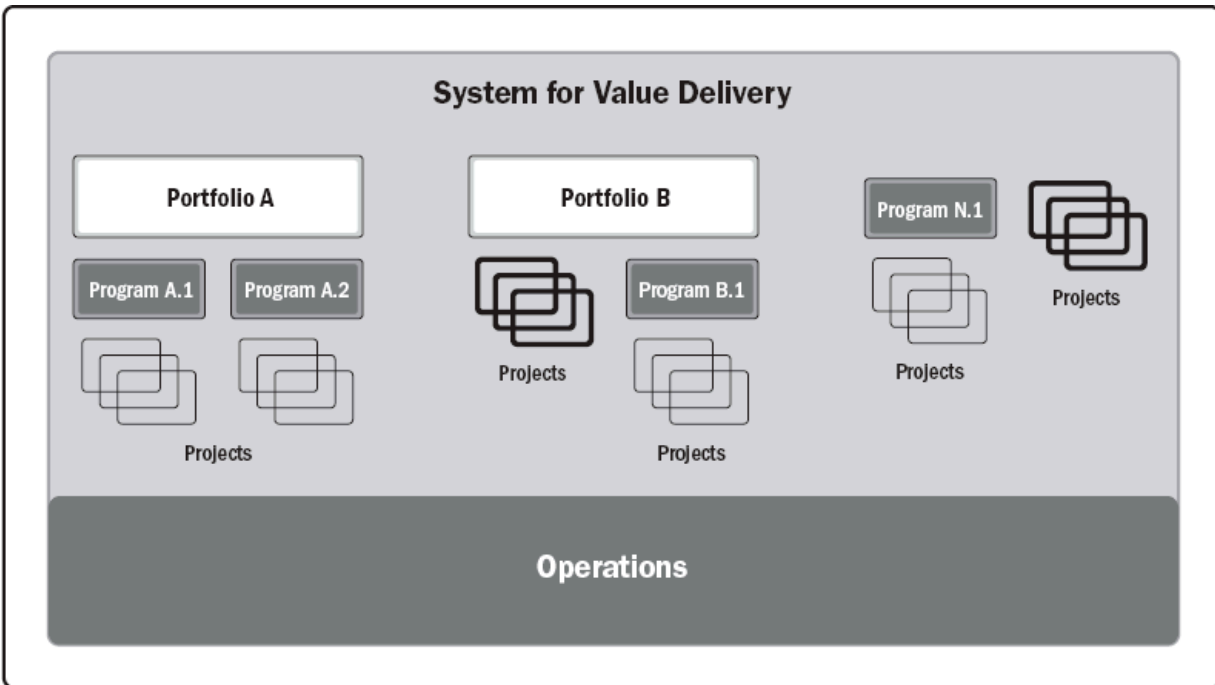 System for Value Delivery
Portfolio A
Portfolio B
Program N.1
Program A.1
Program A.2
Program B.1
Projects
Projects
Projects
Projects
Projects
Operations